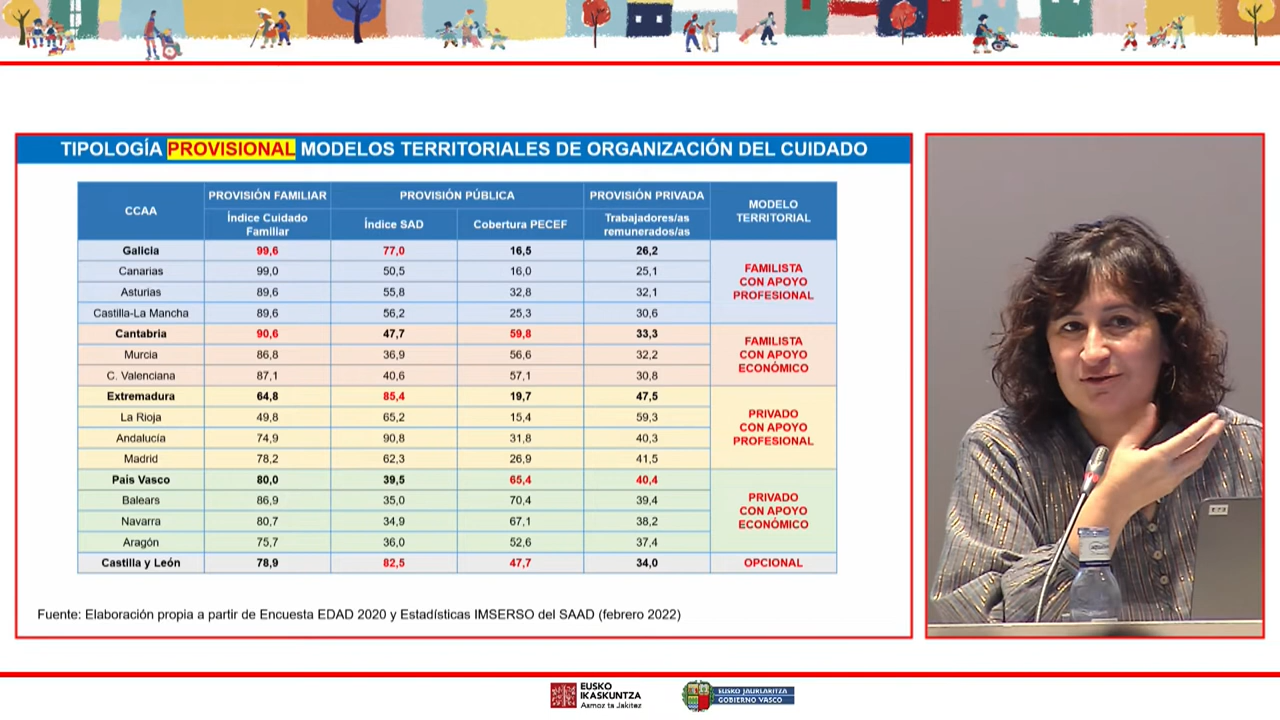 TIPOLOGÍA PROVISIONAL MODELOS TERRITORIALES DE ORGANIZACIÓN DEL CUIDADO
CCAA PROVISIÓN FAMILIAR PROVISIÓN PÚBLICA PROVISIÓN PRIVADA MODELO TERRITORIAL
Índice Cuidado Familiar Índice SAD Cobertura PECEF Trabajadores/as remunerados/as
Galicia 99,6 77,0 16,5 26,2
Canarias 99,0 50,5 16,0 25,1
Asturias 89,6 55,8 32,8 32,1
Castilla-La Mancha 89,6 56,2 25,3 30,6
FAMILISTA
CON APOYO
PROFESIONAL
Cantabria 90,6 47,7 59,8 33,3
Murcia 86,8 36,9 56,6 32,2
C. Valenciana 87,1 40,6 57,1 30,8
FAMILISTA
CON APOYO
ECONÓMICO
Extremadura 64,8 85,4 19,7 47,5
La Rioja 49,8 65,2 15,4 59,3
Andalucía 74,9 90,8 31,8 40,3
Madrid 78,2 62,3 26,9 41,5
PRIVADO
CON APOYO
PROFESIONAL
País Vasco 80,0 39,5 65,4 40,4
Balears 86,9 35,0 70,4 39,4
Navarra 80,7 34,9 67,1 38,2
Aragón 75,7 36,0 52,6 37,4
PRIVADO
CON APOYO
ECONÓMICO
Castilla y León 78,9 82,5 47,7 34,0 OPCIONAL
Fuente: Elaboración propia a partir de Encuesta EDAD 2020 y Estadísticas IMSERSO del SAAD (febrero 2022)
EUSKO
IKASKUNTZA
Asmoz ta Jakitez
EUSKO JAURLARITZA
GOBIERNO VASCO